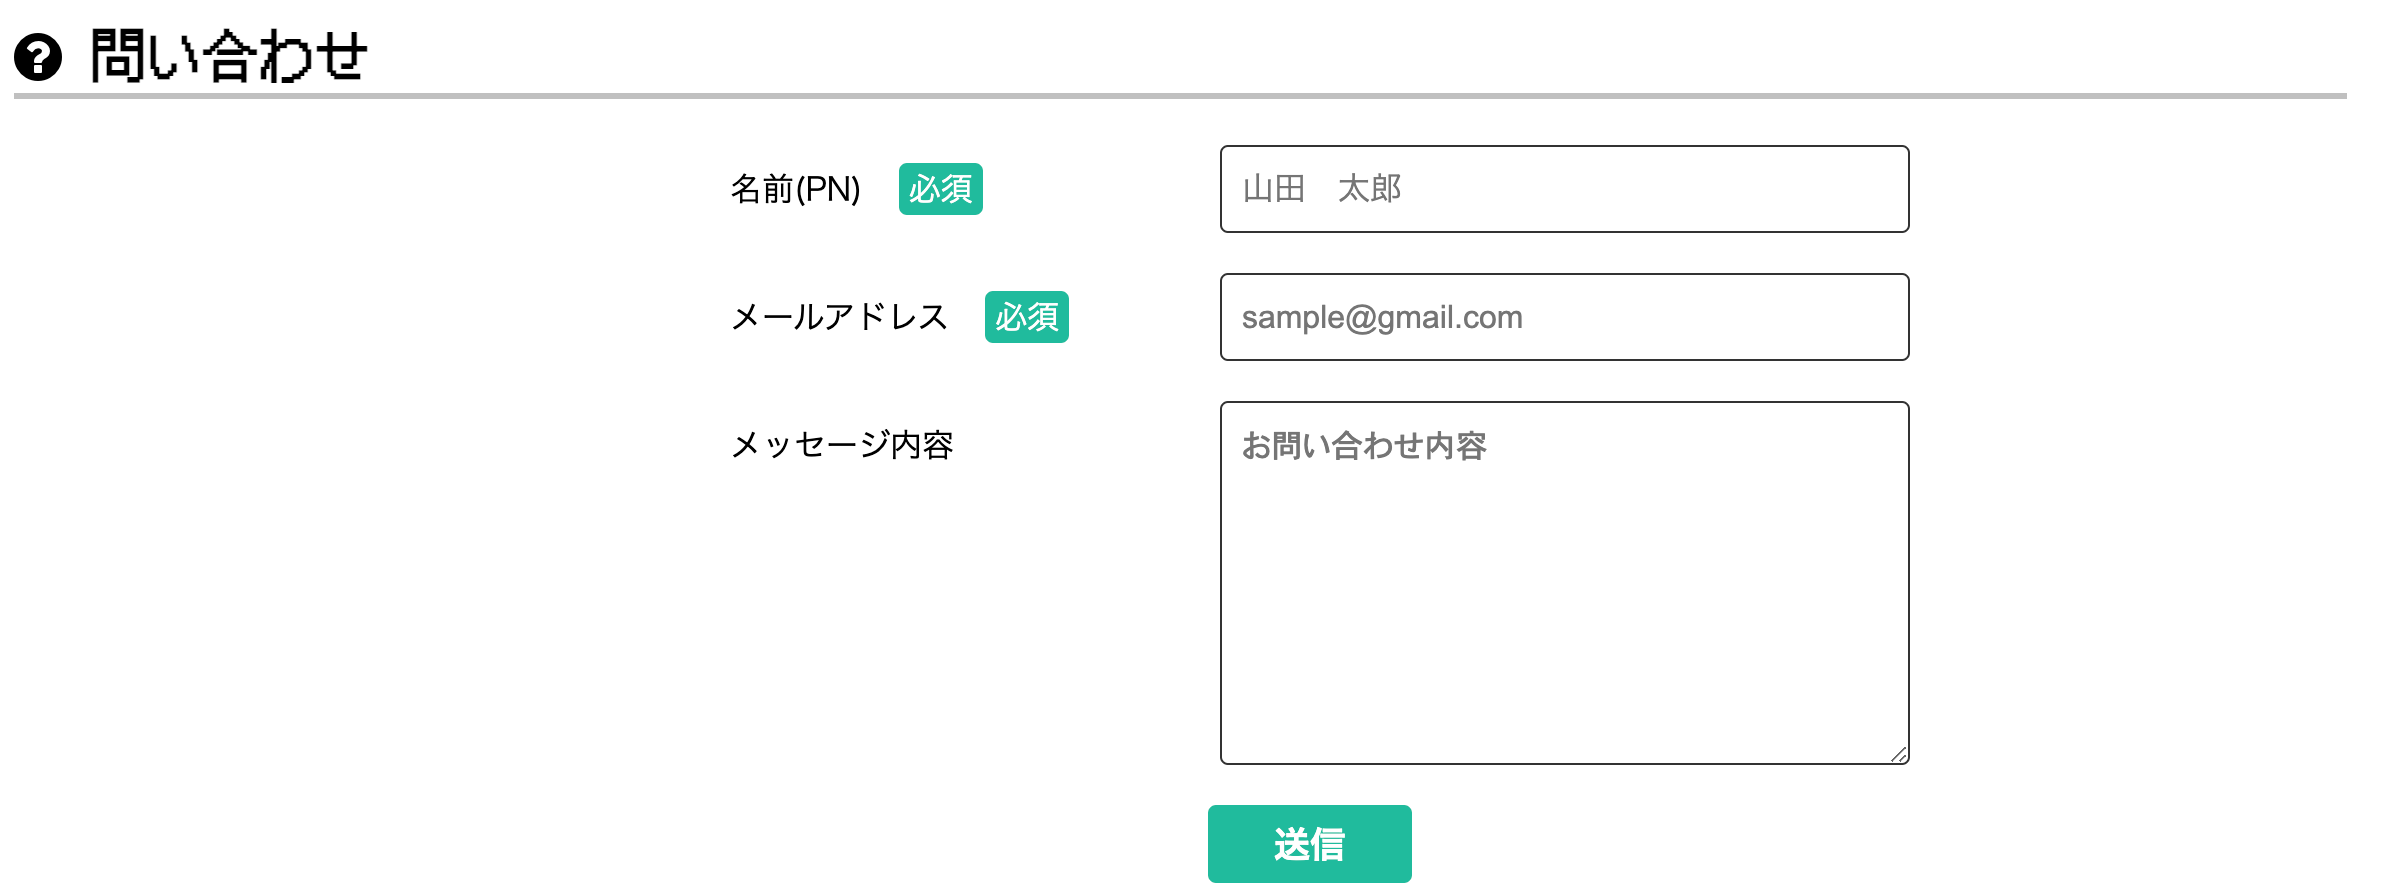 問い合わせ
名前(PN) 必須
山田　太郎
メールアドレス 必須
sample@gmail.com
メッセージ内容
お問い合わせ内容
送信